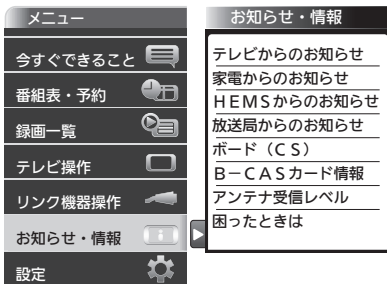 メニュー
今すぐできること
番組表・予約
録画一覧
テレビ操作
リンク機器操作
お知らせ・情報
設定
お知らせ・情報
テレビからのお知らせ
家電からのお知らせ
ＨＥＭＳからのお知らせ
放送局からのお知らせ
ボード（ＣＳ）
Ｂ－ＣＡＳカード情報
アンテナ受信レベル
困ったときは